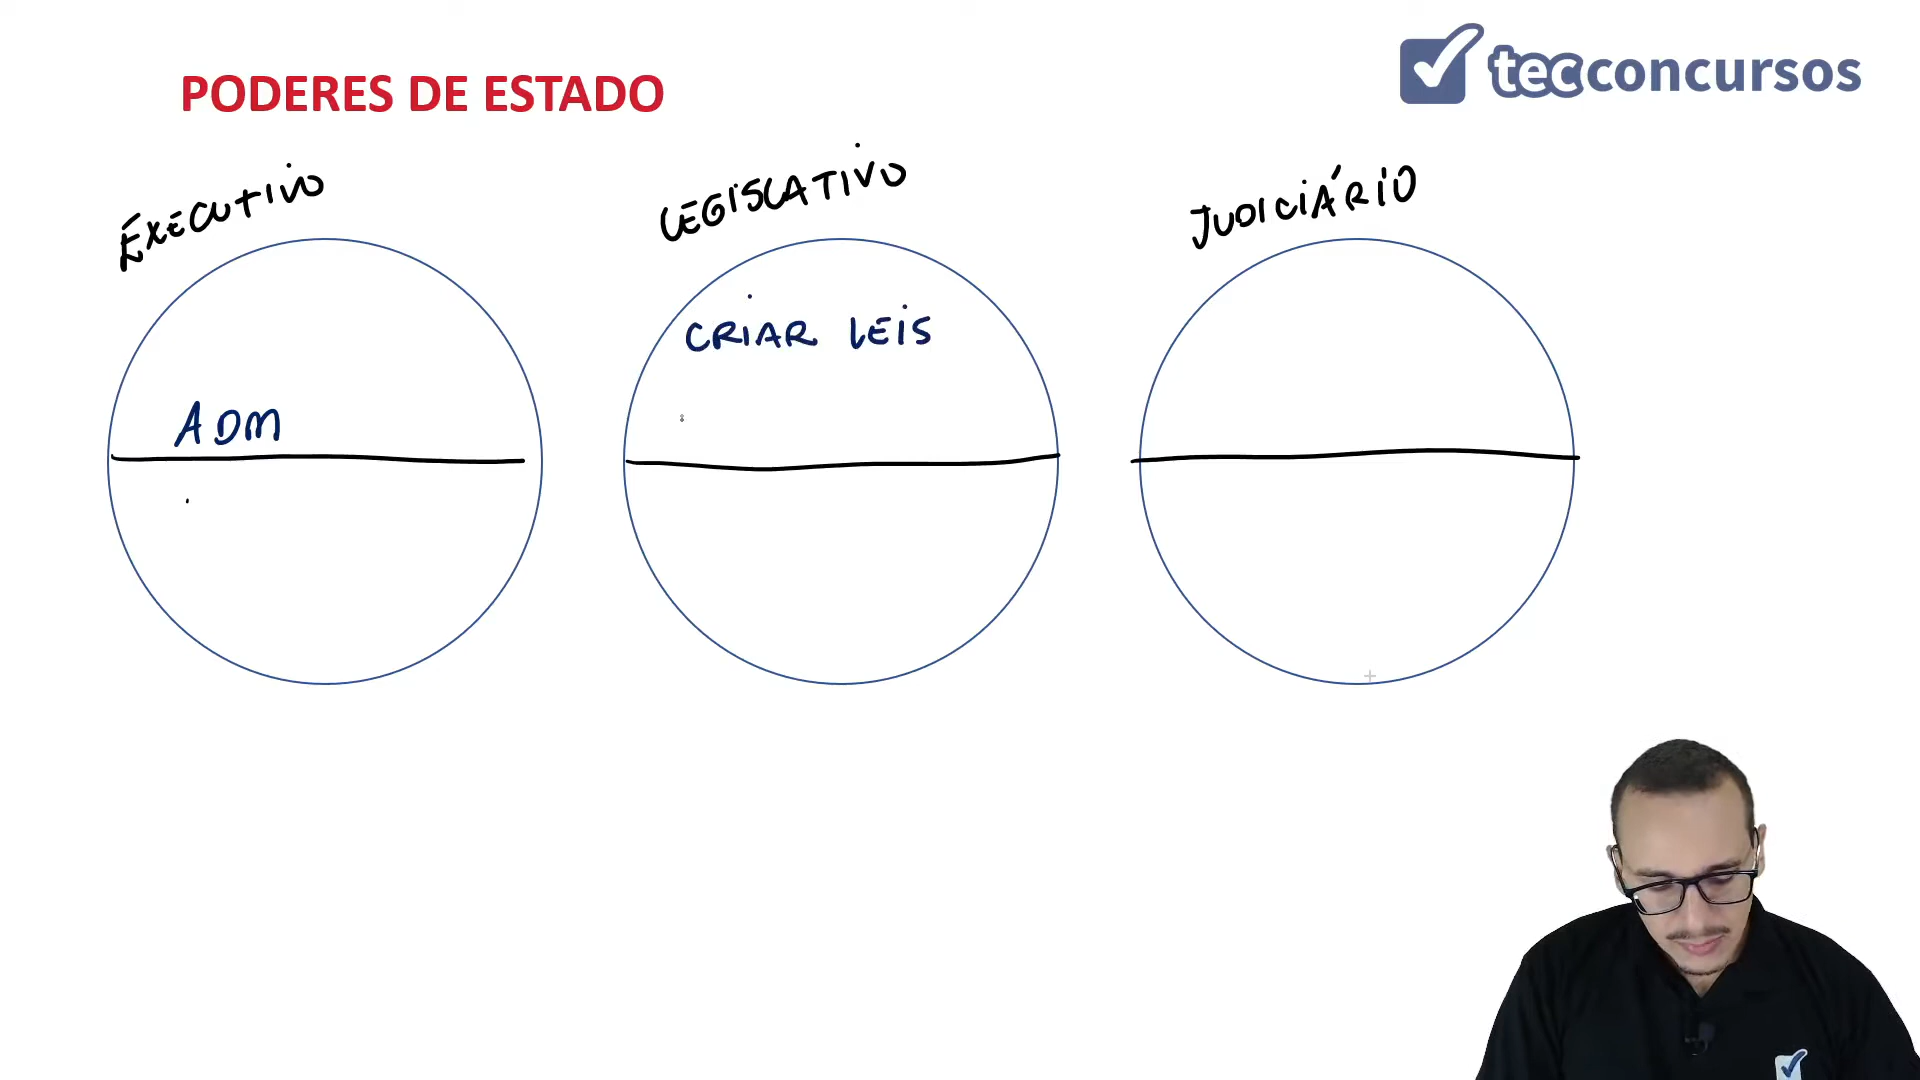 PODERES DE ESTADO
tecconcursos
EXECUTIVO
LEGISLATIVO
JUDICIÁRIO
CRIAR LEIS
ADM